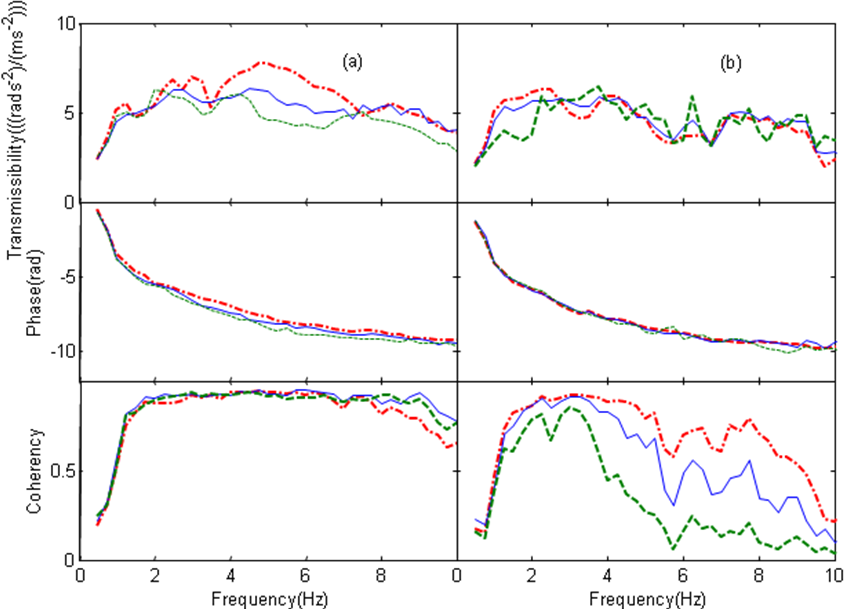 Transmissibility(((rads-2)/(ms-2)))
10
5
0
(a)
(b)
Phase(rad)
-5
-10
Coherency
0.5
0
0 2 4 6 8 0 2 4 6 8 10
Frequency(Hz) Frequency(Hz)